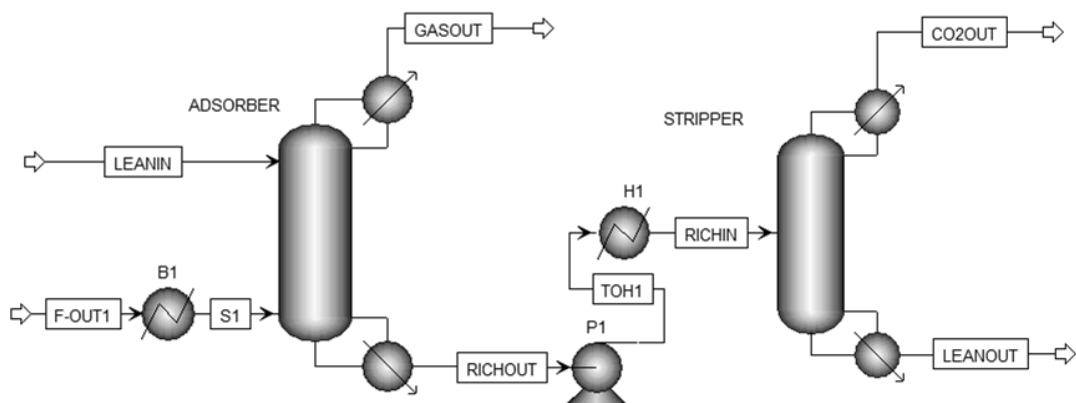 GASOUT
CO2OUT
ADSORBER
STRIPPER
LEANIN
H1
RICHIN
B1
TOH1
F-OUT1
S1
P1
RICHOUT
LEANOUT